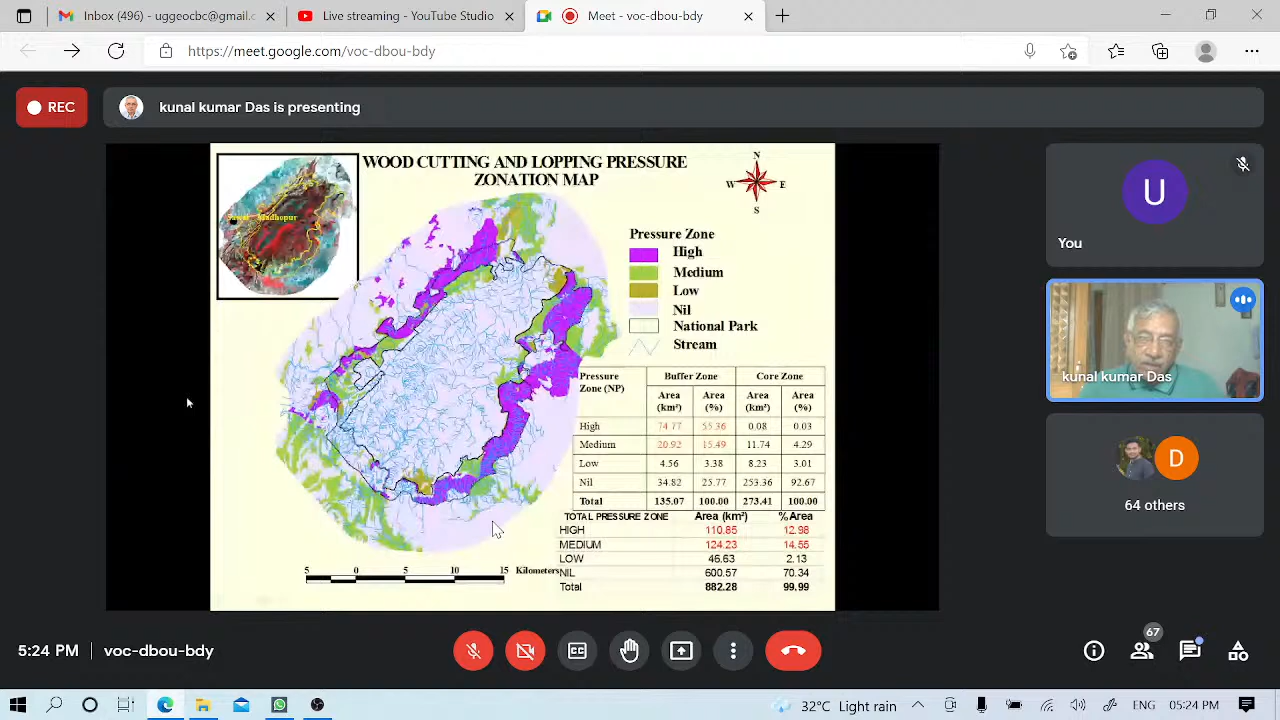 Inbox (496) - uiggstc@gmail.c
Live Streaming - YouTube Studio
Meet - voc-dbou-bdy
https://meet.google.com/voc-dbou-bdy
REC
kunal kumar Das is presenting
WOOD CUTTING AND LOPPING PRESSURE
ZONATION MAP
N
W E
S
Sawai Madhopur
Pressure Zone
High
Medium
Low
Nil
National Park
Stream
Pressure Zone (NP) Buffer Zone Core Zone
Area (km²) Area (%) Area (km²) Area (%)
High 74.77 55.36 0.08 0.03
Medium 20.92 15.49 11.74 4.29
Low 4.56 3.38 8.23 3.01
Nil 34.82 25.77 253.36 92.67
Total 135.07 100.00 273.41 100.00
TOTAL PRESSURE ZONE Area (km²) %Area
HIGH 110.85 12.98
MEDIUM 124.23 14.55
LOW 46.63 2.13
NIL 600.57 70.34
Total 882.28 99.99
5 0 5 10 15 Kilometers
U
You
kunal kumar Das
D
64 others
5:24 PM voc-dbou-bdy
67
32°C Light rain
ENG
05:24 PM